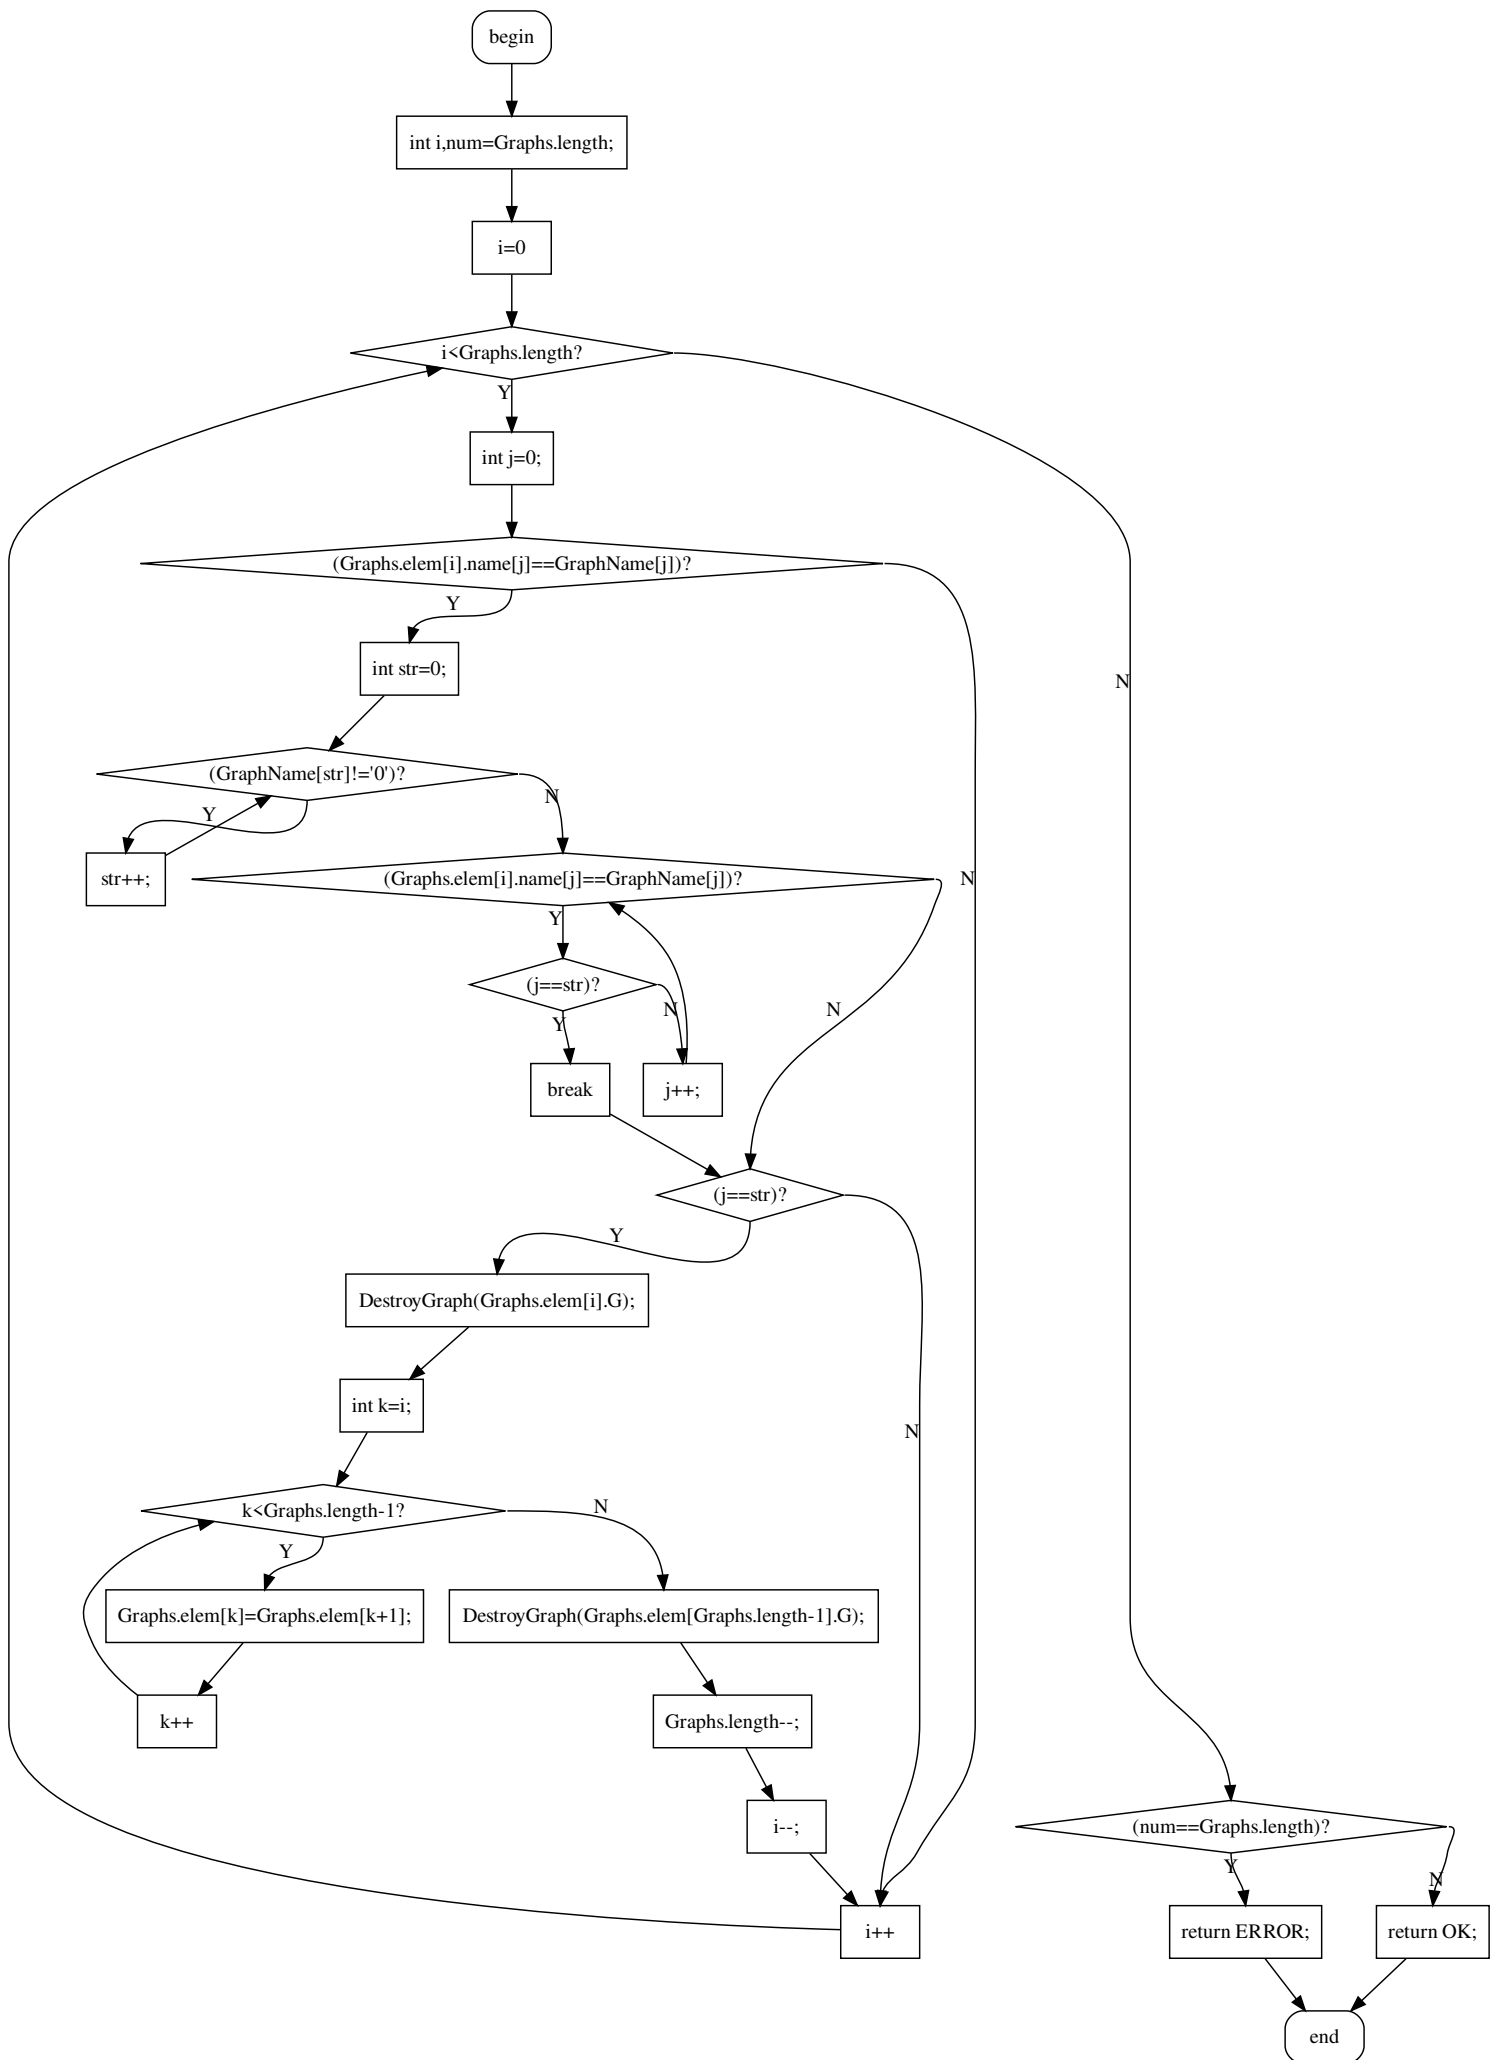 begin
int i,num=Graphs.length;
i=0
i<Graphs.length?
Y
int j=0;
(Graphs.elem[i].name[j]==GraphName[j])?
Y
int str=0;
N
(GraphName[str]!='0')?
N
Y
str++;
(Graphs.elem[i].name[j]==GraphName[j])?
N
Y
(j==str)?
N
N
Y
break
j++;
(j==str)?
Y
DestroyGraph(Graphs.elem[i].G);
int k=i;
N
k<Graphs.length-1?
N
Y
Graphs.elem[k]=Graphs.elem[k+1];
DestroyGraph(Graphs.elem[Graphs.length-1].G);
k++
Graphs.length--;
i--;
(num==Graphs.length)?
Y
N
i++
return ERROR;
return OK;
end